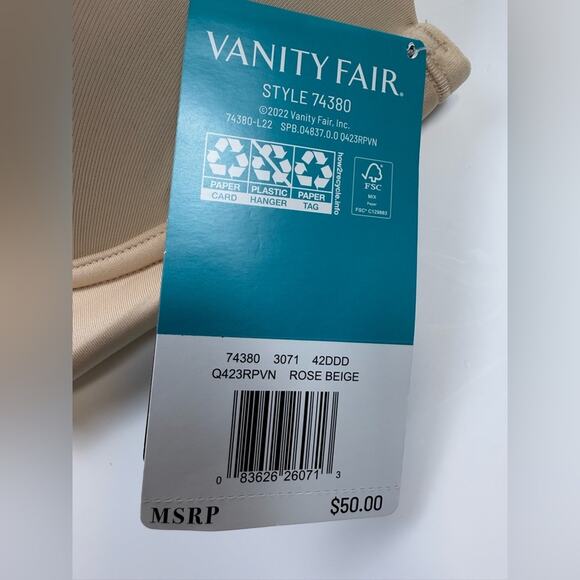 VANITY FAIR®
STYLE 74380
©2022 Vanity Fair, Inc.
74380-L22 SPB.04837.0.0 Q423RPVN
PAPER PLASTIC PAPER
CARD HANGER TAG
how2recycle.info
FSC
MIX
Paper
FSC® C129883
74380 3071 42DDD
Q423RPVN ROSE BEIGE
0 83626 26071 3
MSRP $50.00